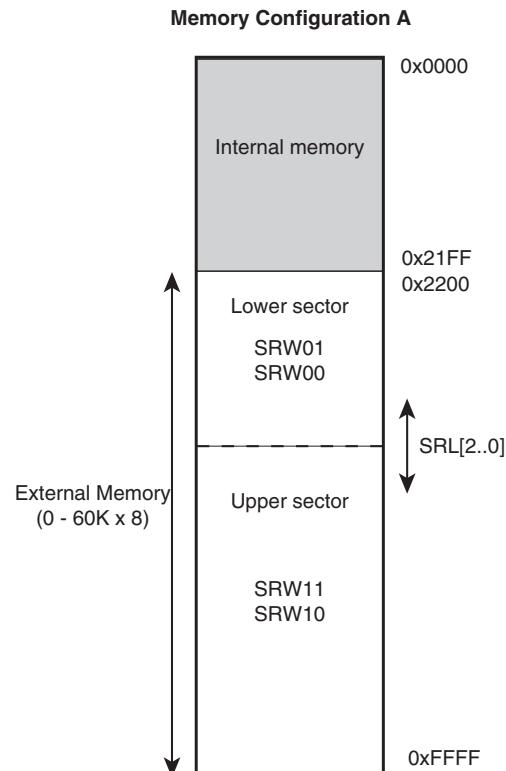 Memory Configuration A
0x0000
Internal memory
0x21FF
0x2200
Lower sector
SRW01
SRW00
SRL[2..0]
External Memory
(0 - 60K x 8)
Upper sector
SRW11
SRW10
0xFFFF